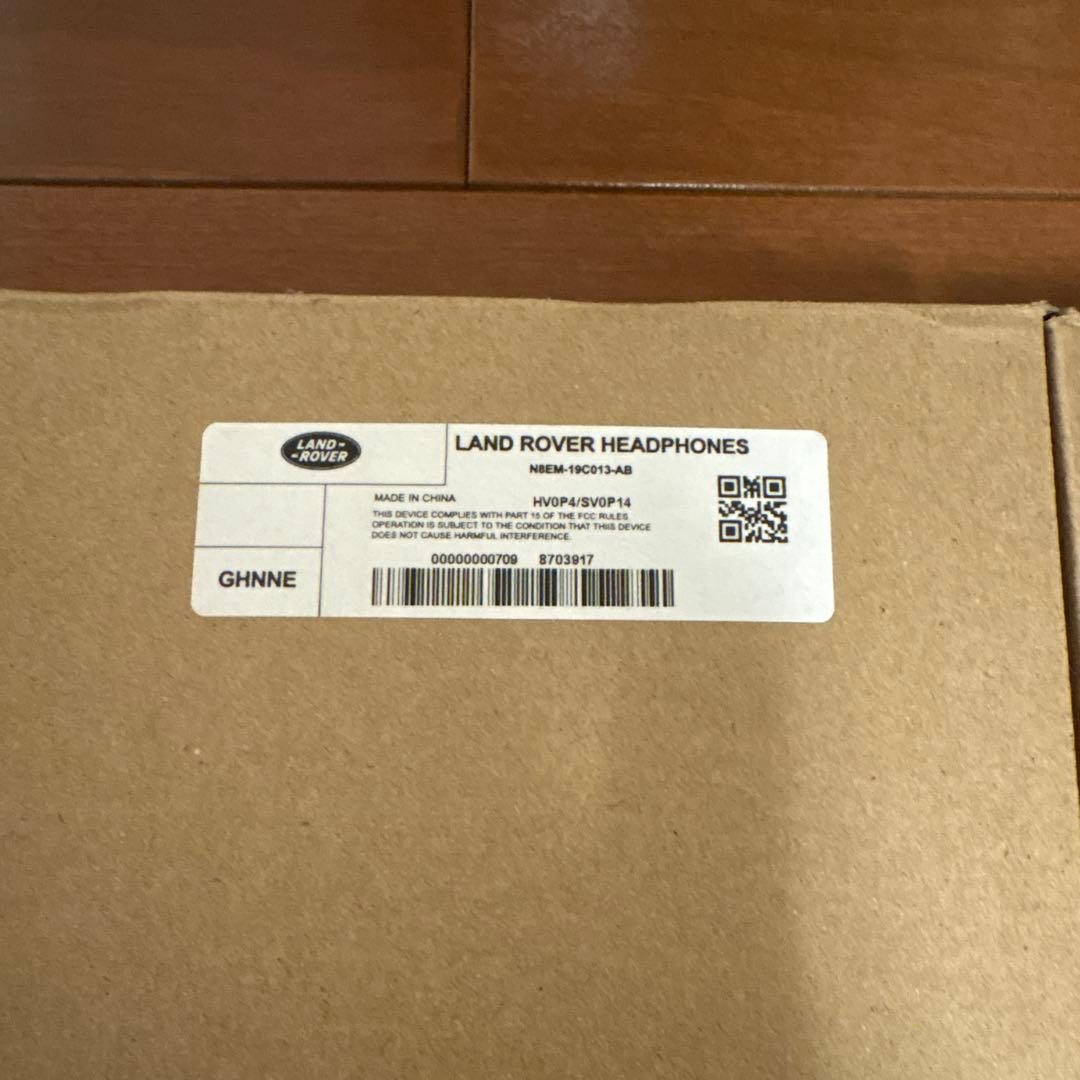 LAND-
-ROVER
LAND ROVER HEADPHONES
N8EM-19C013-AB
MADE IN CHINA HV0P4/SV0P14
THIS DEVICE COMPLIES WITH PART 15 OF THE FCC RULES
OPERATION IS SUBJECT TO THE CONDITION THAT THIS DEVICE
DOES NOT CAUSE HARMFUL INTERFERENCE.
00000000709 8703917
GHNNE